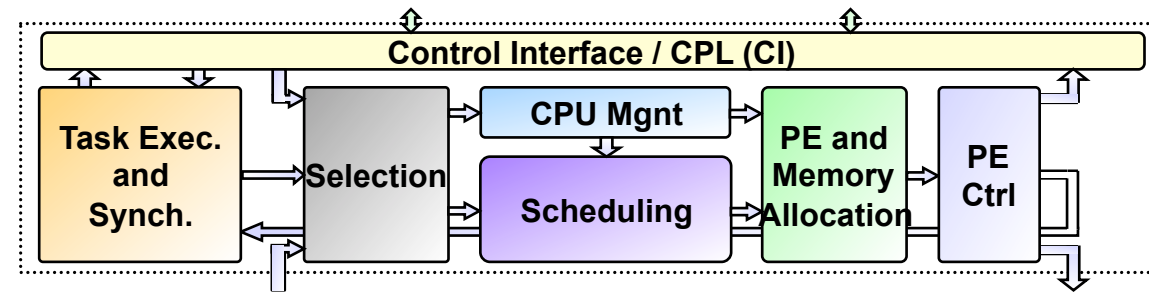 Control Interface / CPL (CI)
Task Exec.
and
Synch.
Selection
CPU Mgnt
Scheduling
PE and
Memory
Allocation
PE
Ctrl